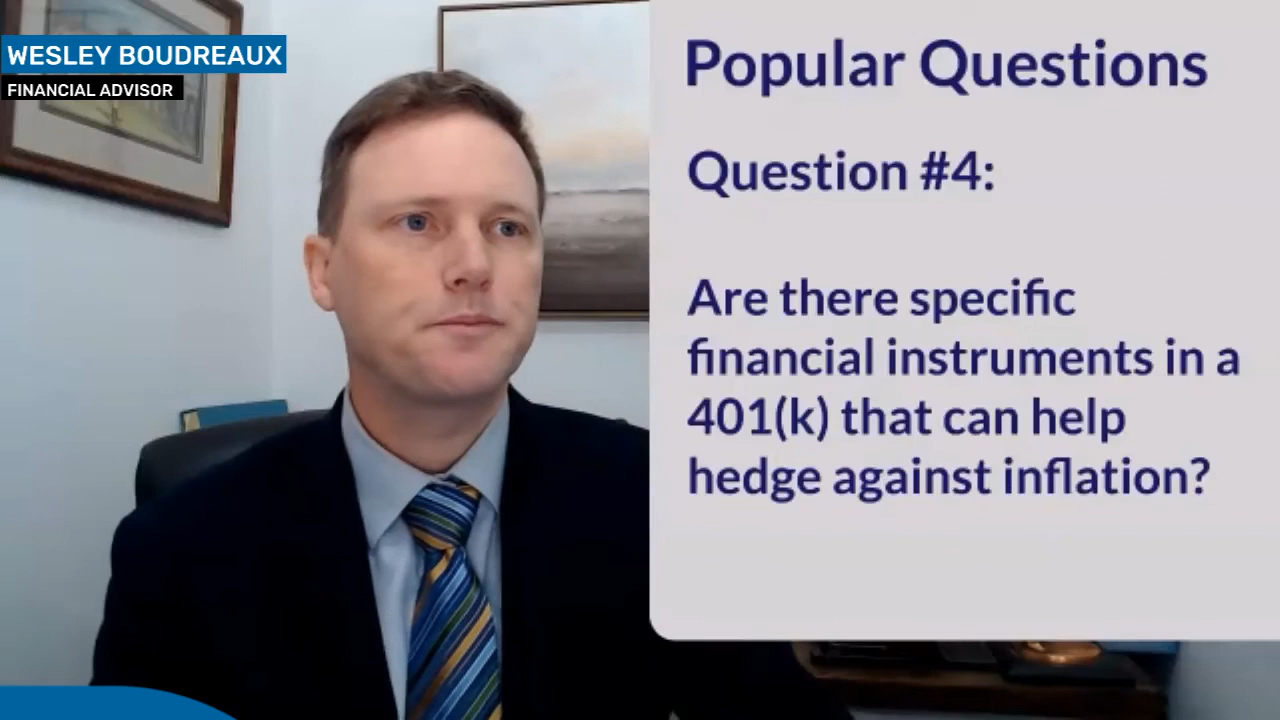 WESLEY BOUDREAUX
FINANCIAL ADVISOR
Popular Questions
Question #4:
Are there specific
financial instruments in a
401(k) that can help
hedge against inflation?